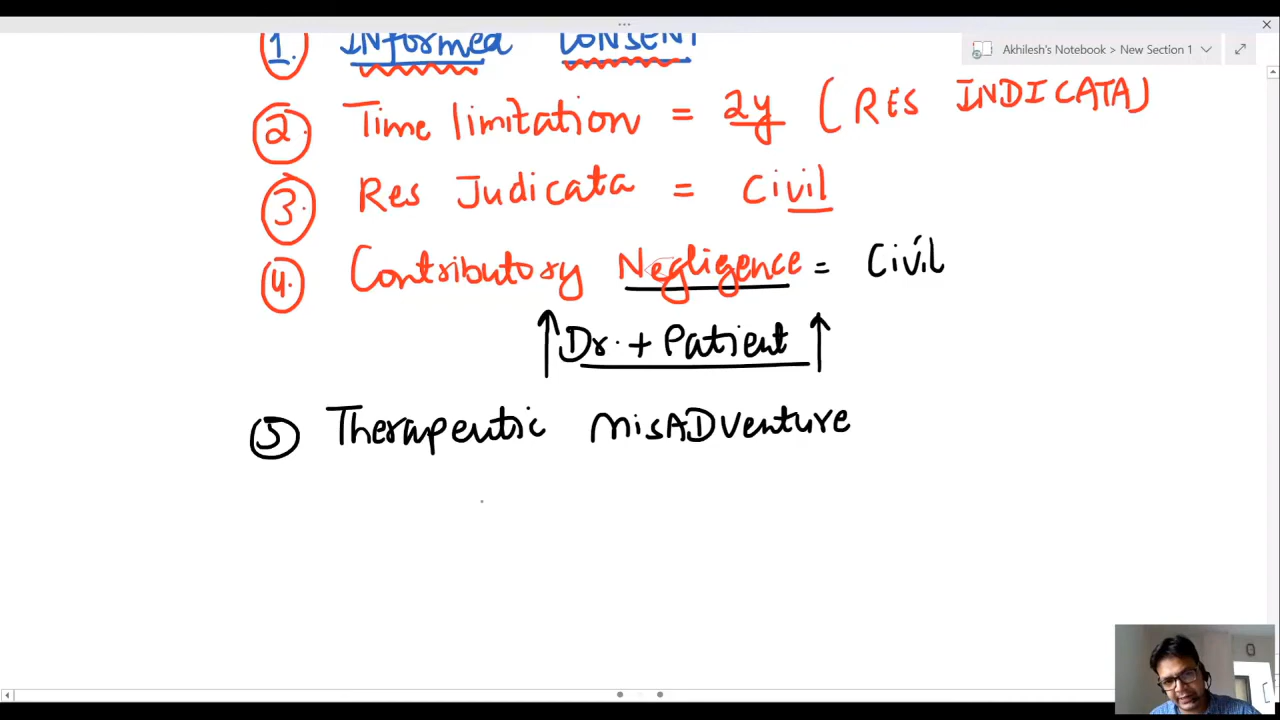 Akhilesh's Notebook > New Section 1
1. INformed CONSENT
2. Time limitation = 2y (RES INDICATA)
3. Res Judicata = Civil
4. Contributory Negligence = Civil
↑ Dr. + Patient ↑
5 Therapeutic MisADVenture